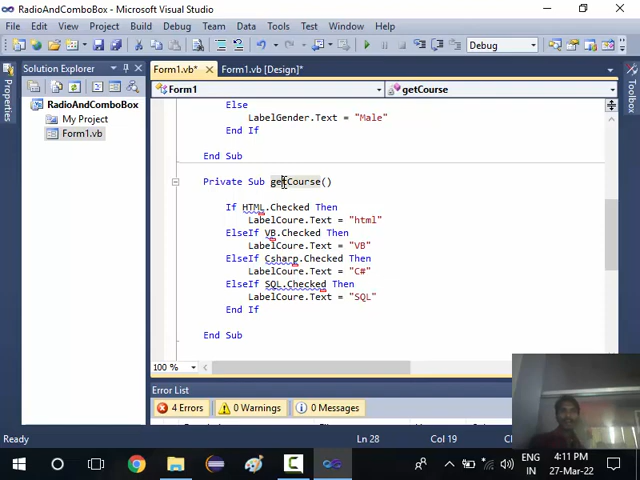 RadioAndComboBox - Microsoft Visual Studio
File Edit View Project Build Debug Team Data Tools Test Window Help
Debug
Solution Explorer
RadioAndComboBox
My Project
Form1.vb
Properties
Form1.vb*
Form1.vb [Design]*
Form1
getCourse
Toolbox
Else
LabelGender.Text = "Male"
End If
End Sub
Private Sub getCourse()
If HTML.Checked Then
LabelCoure.Text = "html"
ElseIf VB.Checked Then
LabelCoure.Text = "VB"
ElseIf Csharp.Checked Then
LabelCoure.Text = "C#"
ElseIf SQL.Checked Then
LabelCoure.Text = "SQL"
End If
End Sub
100 %
Error List
4 Errors
0 Warnings
0 Messages
Ready
Ln 28
Col 19
ENG
IN
4:11 PM
27-Mar-22